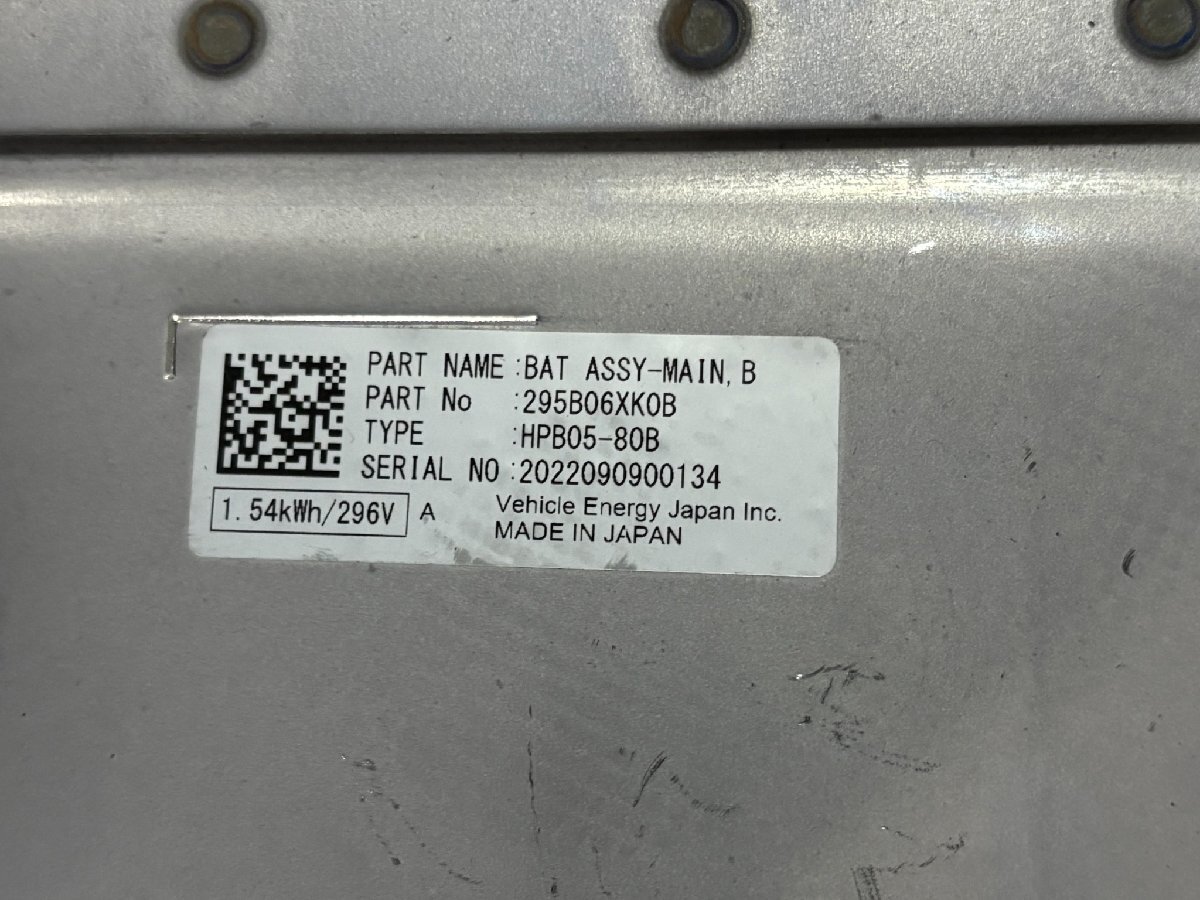 PART NAME :BAT ASSY-MAIN, B
PART No :295B06XK0B
TYPE :HPB05-80B
SERIAL NO :2022090900134
1.54kWh/296V A
Vehicle Energy Japan Inc.
MADE IN JAPAN